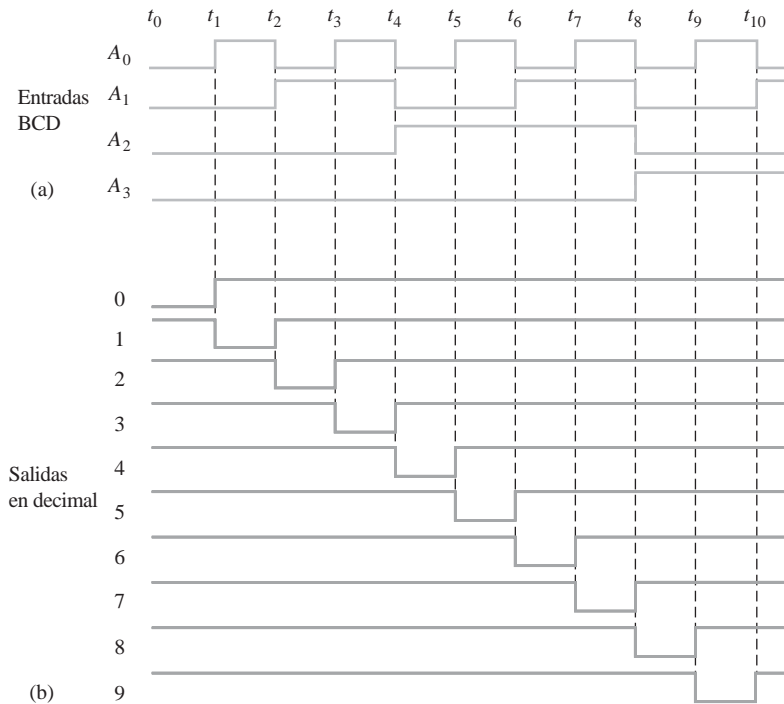 t0 t1 t2 t3 t4 t5 t6 t7 t8 t9 t10
A0
Entradas
BCD
A1
A2
(a)
A3
0
1
2
3
4
Salidas
en decimal
5
6
7
8
(b)
9